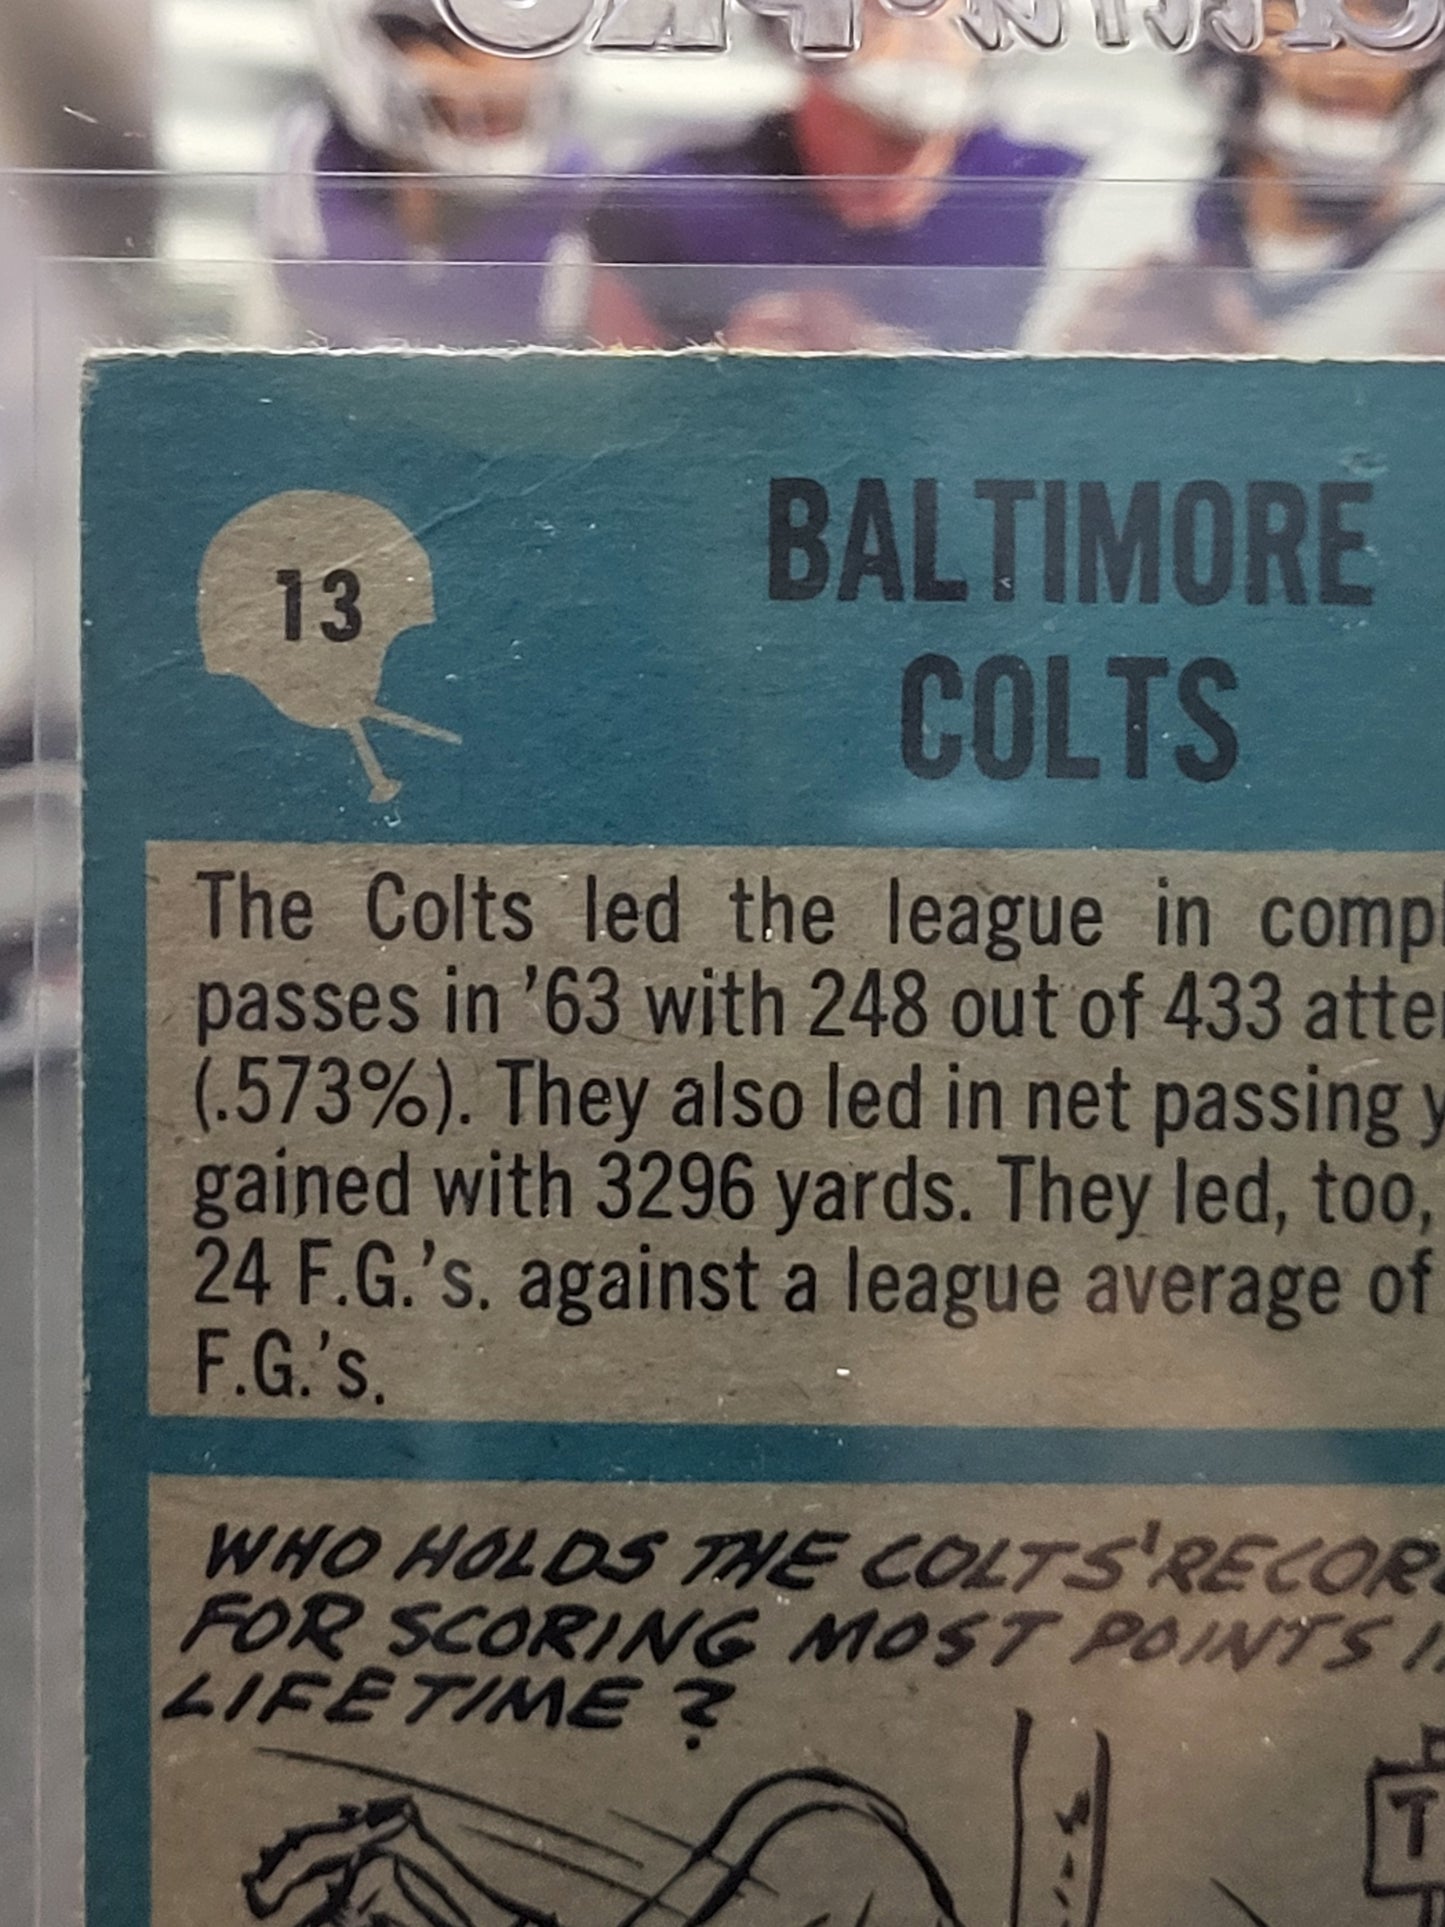 13
BALTIMORE
COLTS
The Colts led the league in comp
passes in '63 with 248 out of 433 atte
(.573%). They also led in net passing y
gained with 3296 yards. They led, too,
24 F.G.'s. against a league average of
F.G.'s.
WHO HOLDS THE COLTS' RECOR
FOR SCORING MOST POINTS I
LIFETIME?
T